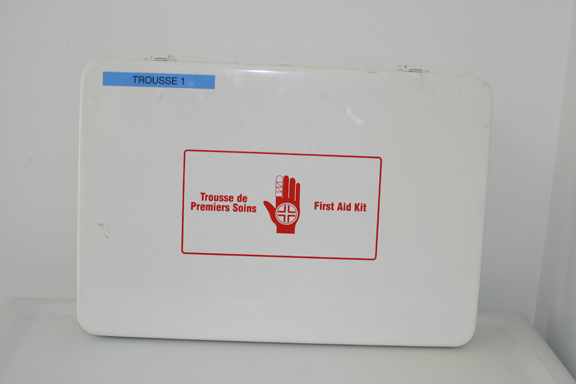 TROUSSE 1
Trousse de
Premiers Soins
First Aid Kit